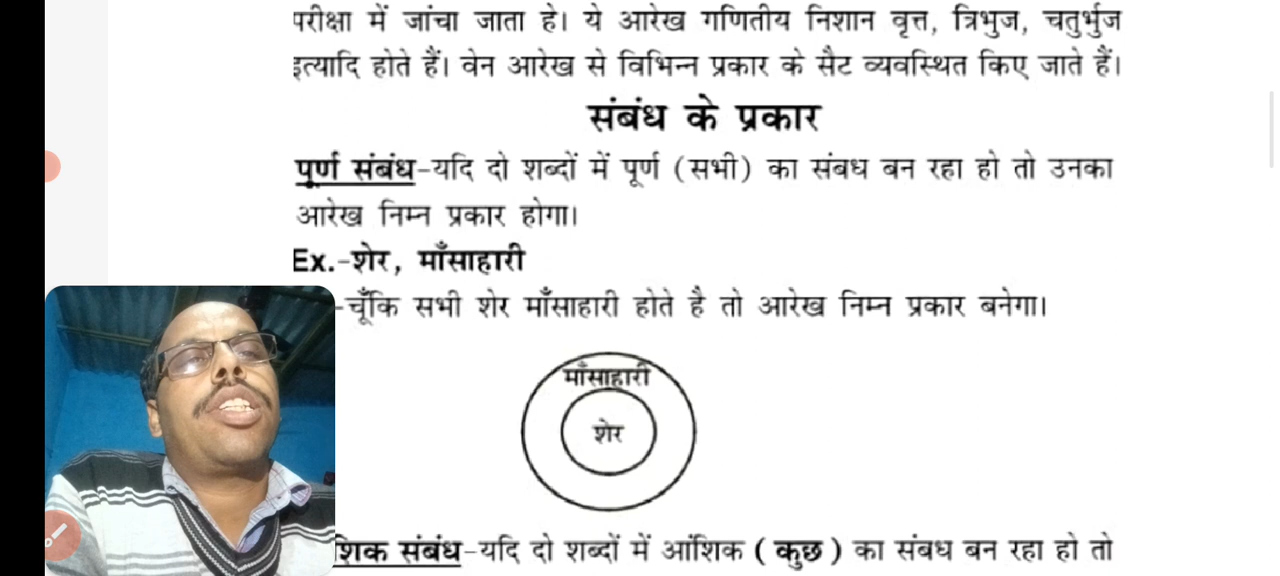 परीक्षा में जांचा जाता हे। ये आरेख गणितीय निशान वृत्त, त्रिभुज, चतुर्भुज
इत्यादि होते हैं। वेन आरेख से विभिन्न प्रकार के सैट व्यवस्थित किए जाते हैं।
संबंध के प्रकार
पूर्ण संबंध-यदि दो शब्दों में पूर्ण (सभी) का संबध बन रहा हो तो उनका
आरेख निम्न प्रकार होगा।
Ex.-शेर, माँसाहारी
-चूँकि सभी शेर माँसाहारी होते है तो आरेख निम्न प्रकार बनेगा।
माँसाहारी
शेर
शिक संबंध-यदि दो शब्दों में आंशिक (कुछ) का संबध बन रहा हो तो